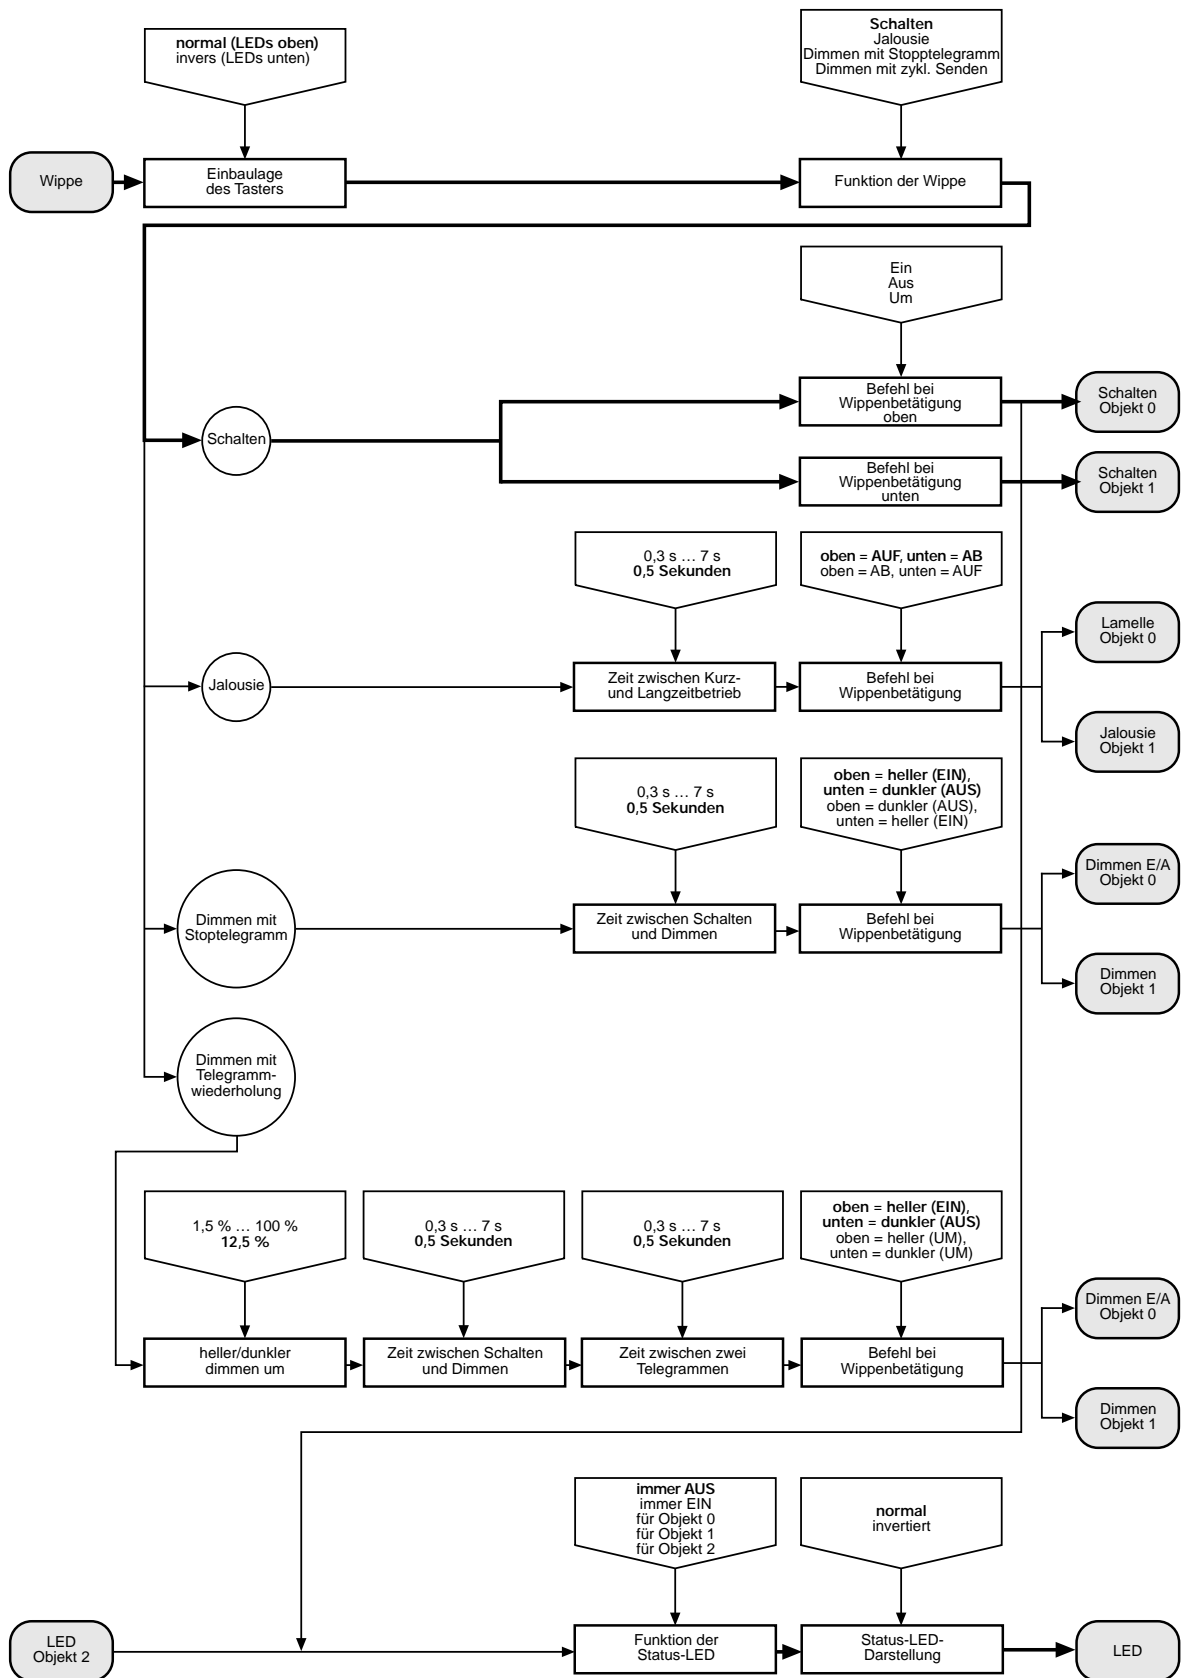 normal (LEDs oben)
invers (LEDs unten)
Schalten
Jalousie
Dimmen mit Stopptelegramm
Dimmen mit zykl. Senden
Wippe
Einbaulage
des Tasters
Funktion der Wippe
Ein
Aus
Um
Befehl bei
Wippenbetätigung
oben
Schalten
Objekt 0
Schalten
Befehl bei
Wippenbetätigung
unten
Schalten
Objekt 1
0,3 s ... 7 s
0,5 Sekunden
oben = AUF, unten = AB
oben = AB, unten = AUF
Lamelle
Objekt 0
Jalousie
Zeit zwischen Kurz-
und Langzeitbetrieb
Befehl bei
Wippenbetätigung
Jalousie
Objekt 1
0,3 s ... 7 s
0,5 Sekunden
oben = heller (EIN),
unten = dunkler (AUS)
oben = dunkler (AUS),
unten = heller (EIN)
Dimmen E/A
Objekt 0
Dimmen mit
Stoptelegramm
Zeit zwischen Schalten
und Dimmen
Befehl bei
Wippenbetätigung
Dimmen
Objekt 1
Dimmen mit
Telegramm-
wiederholung
1,5 % ... 100 %
12,5 %
0,3 s ... 7 s
0,5 Sekunden
0,3 s ... 7 s
0,5 Sekunden
oben = heller (EIN),
unten = dunkler (AUS)
oben = heller (UM),
unten = dunkler (UM)
Dimmen E/A
Objekt 0
heller/dunkler
dimmen um
Zeit zwischen Schalten
und Dimmen
Zeit zwischen zwei
Telegrammen
Befehl bei
Wippenbetätigung
Dimmen
Objekt 1
immer AUS
immer EIN
für Objekt 0
für Objekt 1
für Objekt 2
normal
invertiert
LED
Objekt 2
Funktion der
Status-LED
Status-LED-
Darstellung
LED